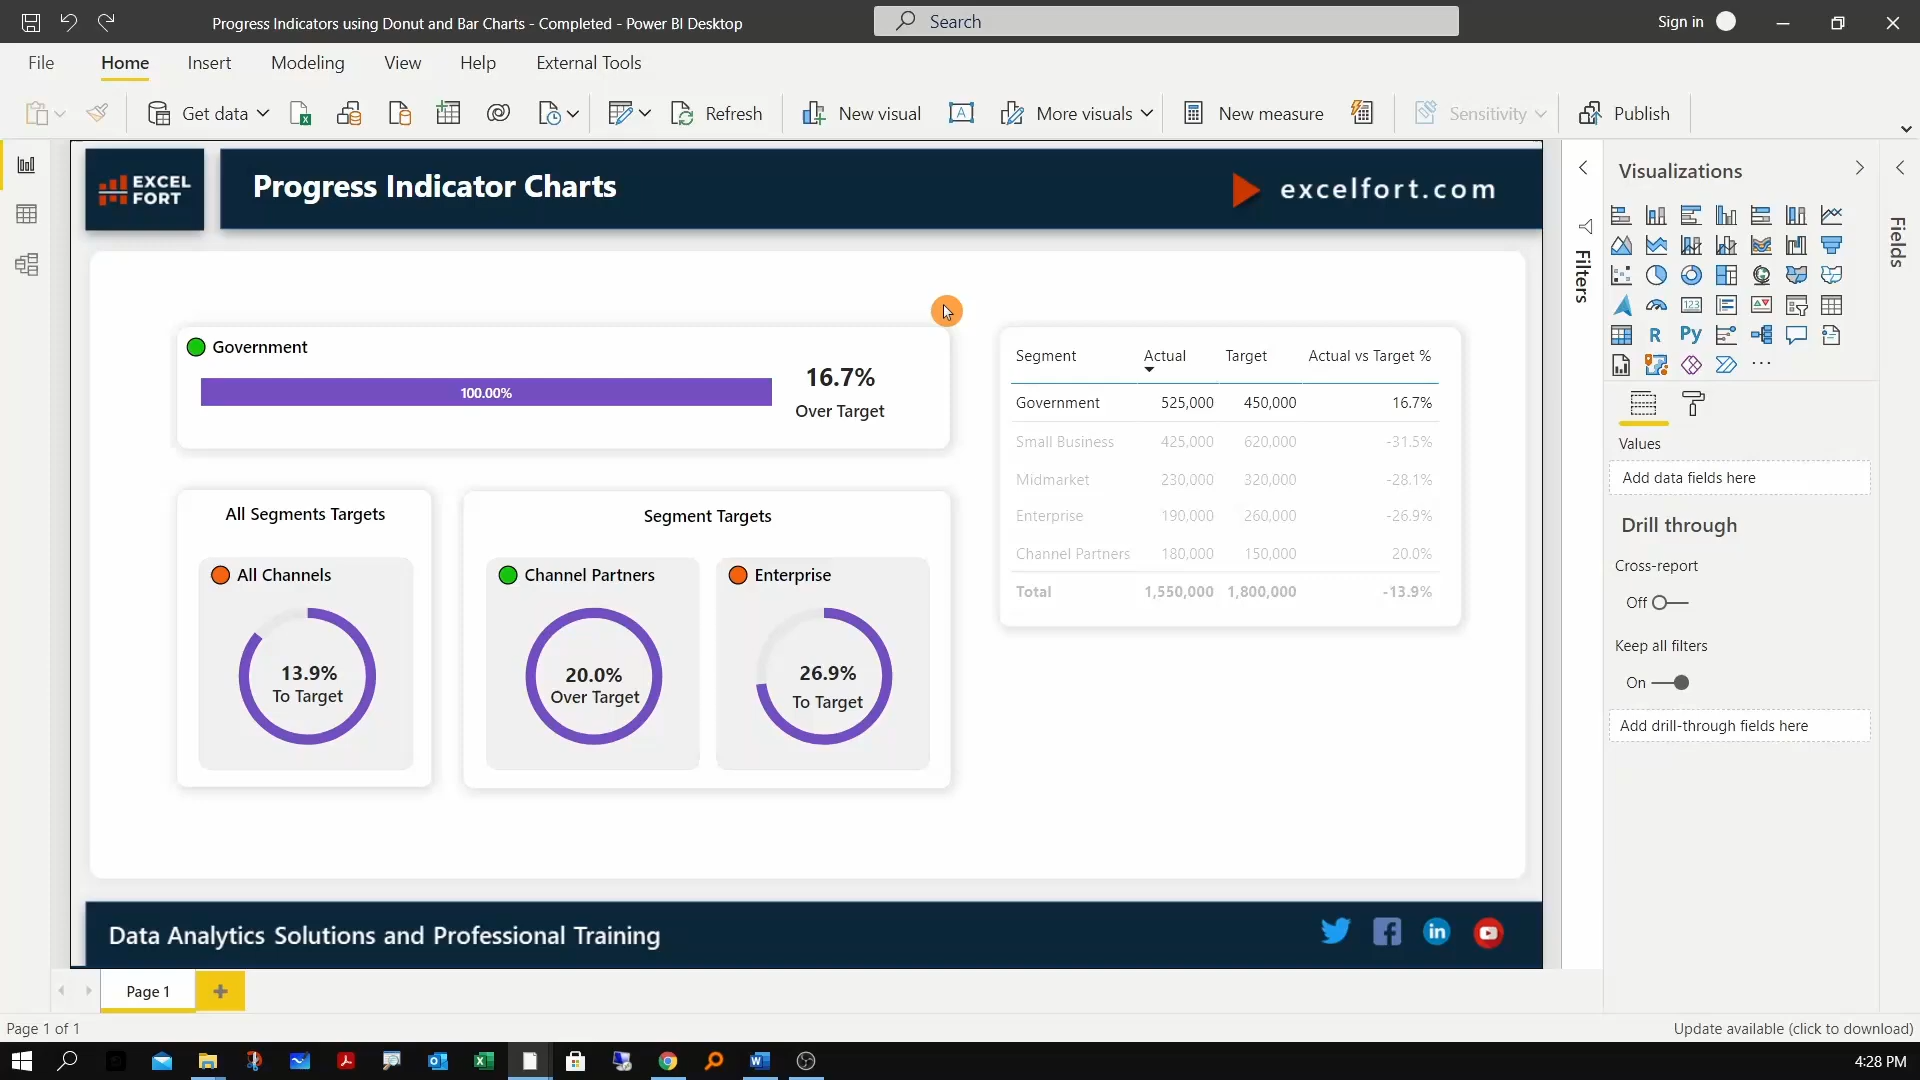 Progress Indicators using Donut and Bar Charts - Completed - Power BI Desktop
Search
Sign in
File
Home
Insert
Modeling
View
Help
External Tools
Get data
Refresh
New visual
More visuals
New measure
Sensitivity
Publish
EXCEL
FORT
Progress Indicator Charts
excelfort.com
Government
100.00%
16.7%
Over Target
Segment Actual Target Actual vs Target %
Government 525,000 450,000 16.7%
Small Business 425,000 620,000 -31.5%
Midmarket 230,000 320,000 -28.1%
Enterprise 190,000 260,000 -26.9%
Channel Partners 180,000 150,000 20.0%
Total 1,550,000 1,800,000 -13.9%
All Segments Targets
All Channels
13.9%
To Target
Segment Targets
Channel Partners
20.0%
Over Target
Enterprise
26.9%
To Target
Data Analytics Solutions and Professional Training
Filters
Visualizations
123
R
Py
Values
Add data fields here
Drill through
Cross-report
Off
Keep all filters
On
Add drill-through fields here
Fields
Page 1
Page 1 of 1
Update available (click to download)
4:28 PM